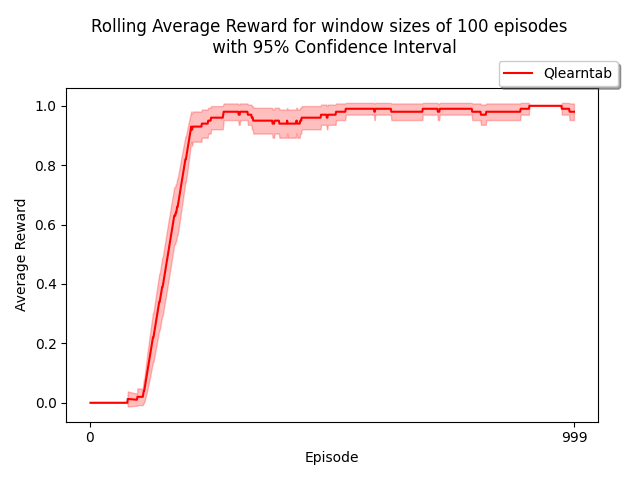 Rolling Average Reward for window sizes of 100 episodes
with 95% Confidence Interval
Qlearntab
1.0
0.8
0.6
0.4
0.2
0.0
Average Reward
0 999
Episode